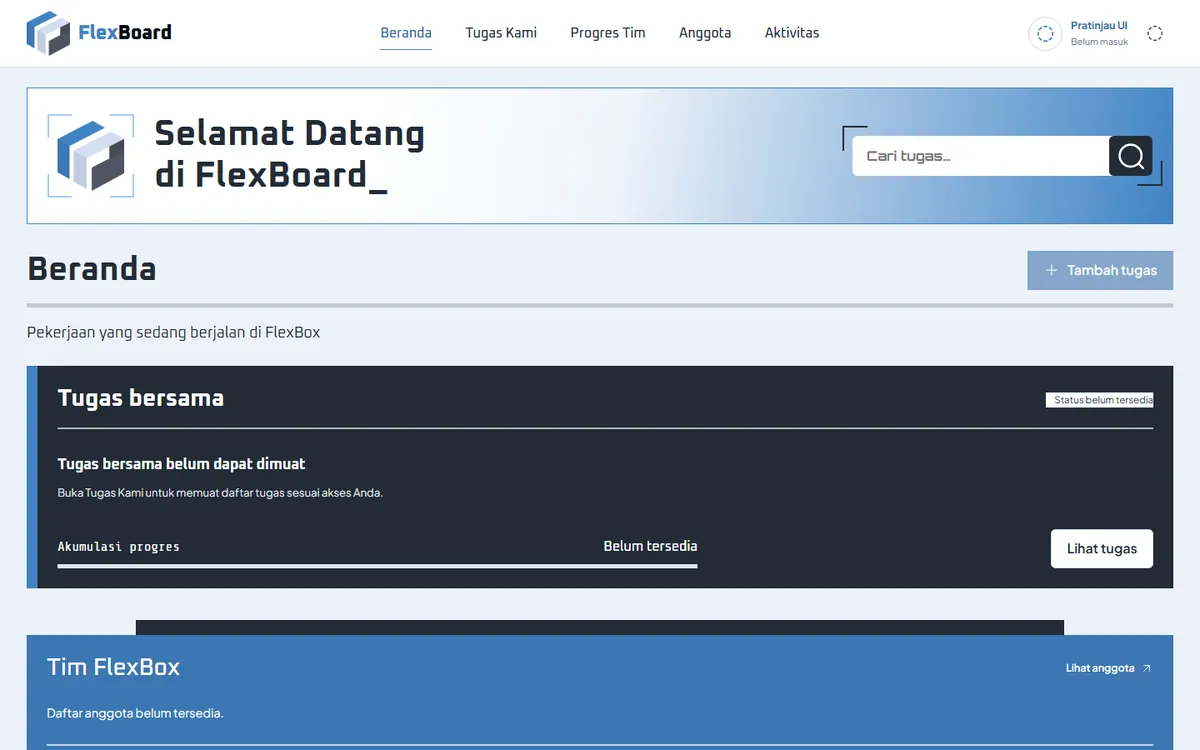 FlexBoard
Beranda
Tugas Kami
Progres Tim
Anggota
Aktivitas
Pratinjau UI
Belum masuk
Selamat Datang
di FlexBoard_
Cari tugas...
Beranda
+ Tambah tugas
Pekerjaan yang sedang berjalan di FlexBox
Tugas bersama
Status belum tersedia
Tugas bersama belum dapat dimuat
Buka Tugas Kami untuk memuat daftar tugas sesuai akses Anda.
Akumulasi progres
Belum tersedia
Lihat tugas
Tim FlexBox
Lihat anggota
Daftar anggota belum tersedia.